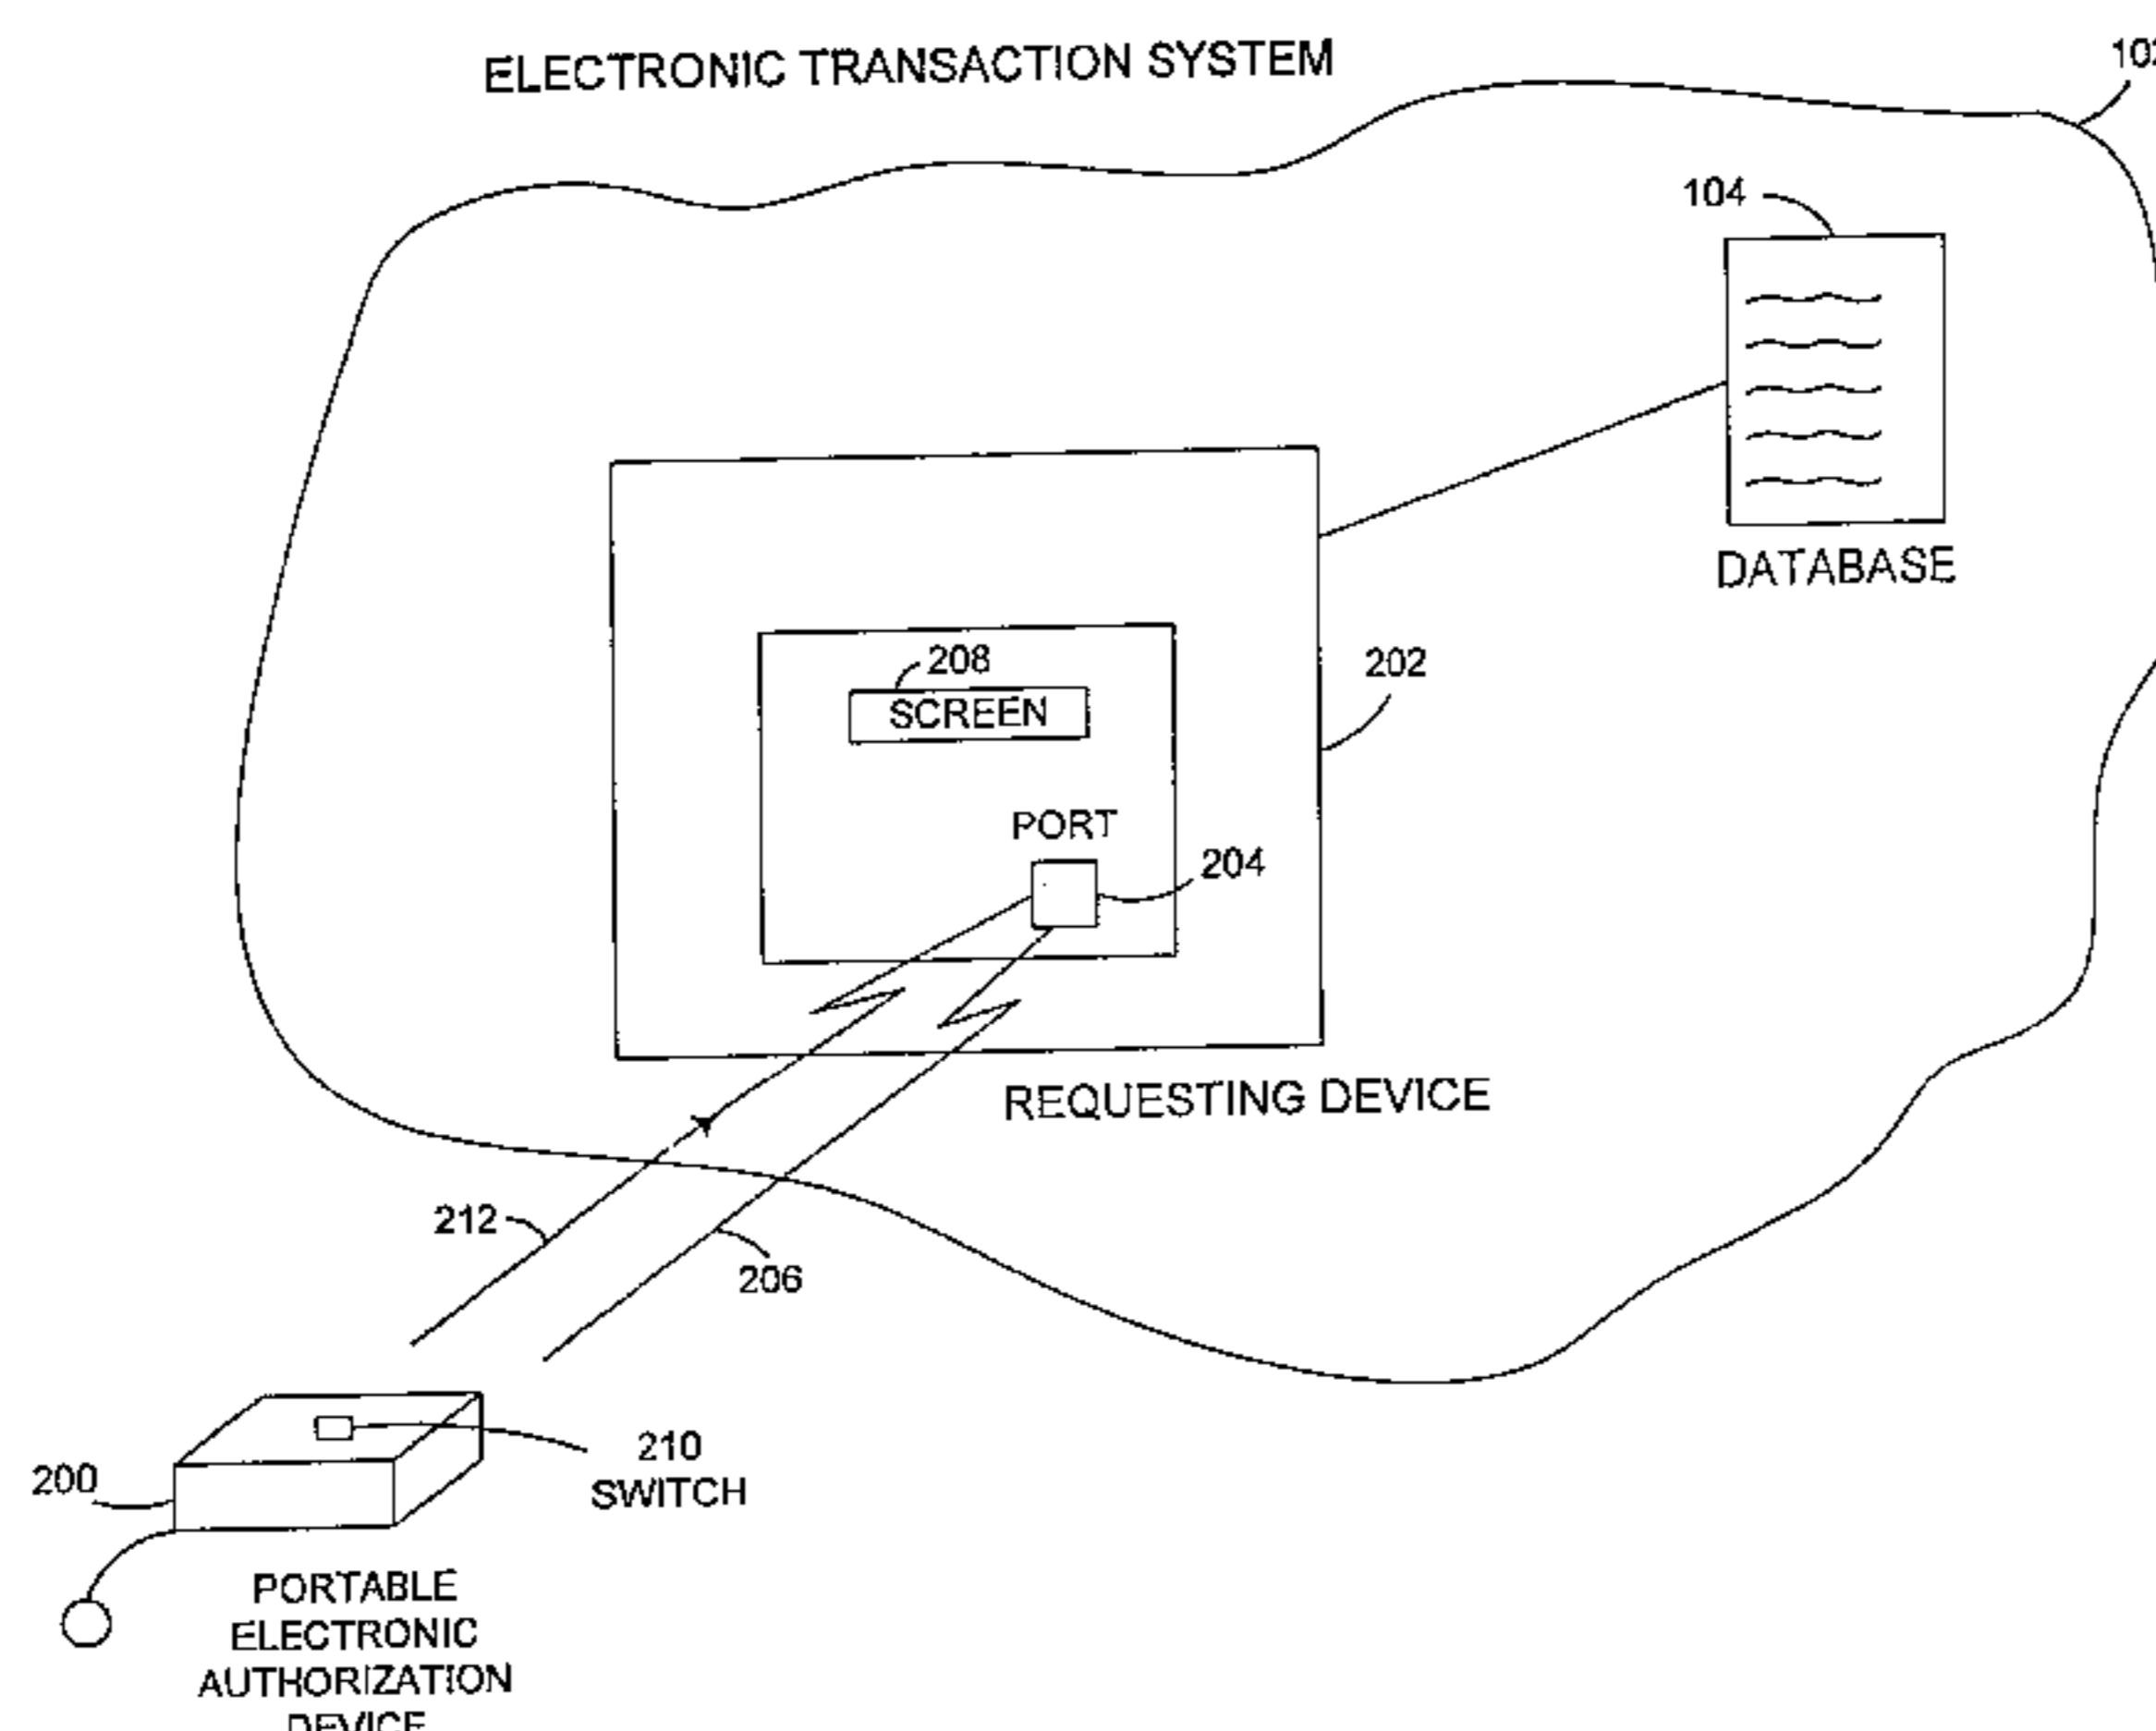 ELECTRONIC TRANSACTION SYSTEM
104
DATABASE
208
SCREEN
202
PORT
204
REQUESTING DEVICE
212
206
210
SWITCH
200
PORTABLE
ELECTRONIC
AUTHORIZATION
DEVICE